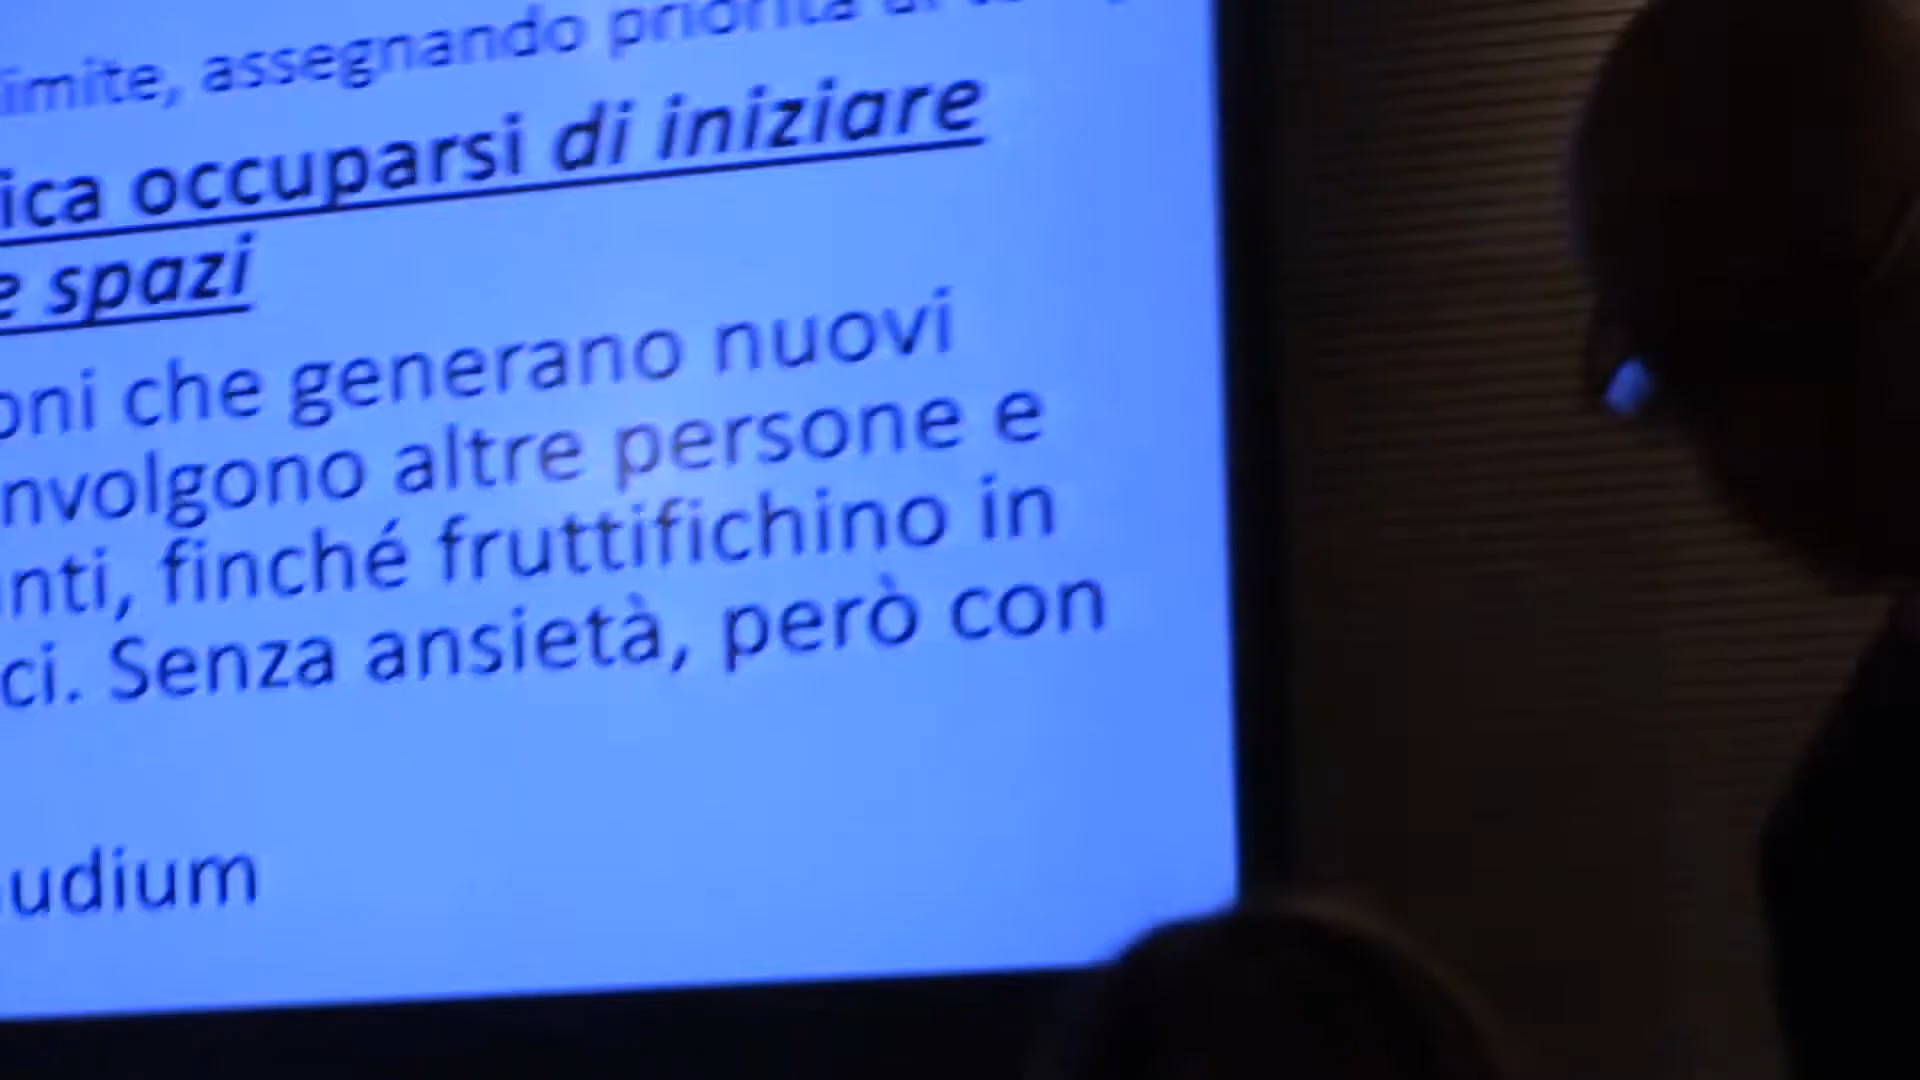 limite, assegnando priorità
ica occuparsi di iniziare
e spazi
oni che generano nuovi
nvolgono altre persone e
nti, finché fruttifichino in
ci. Senza ansietà, però con
udium